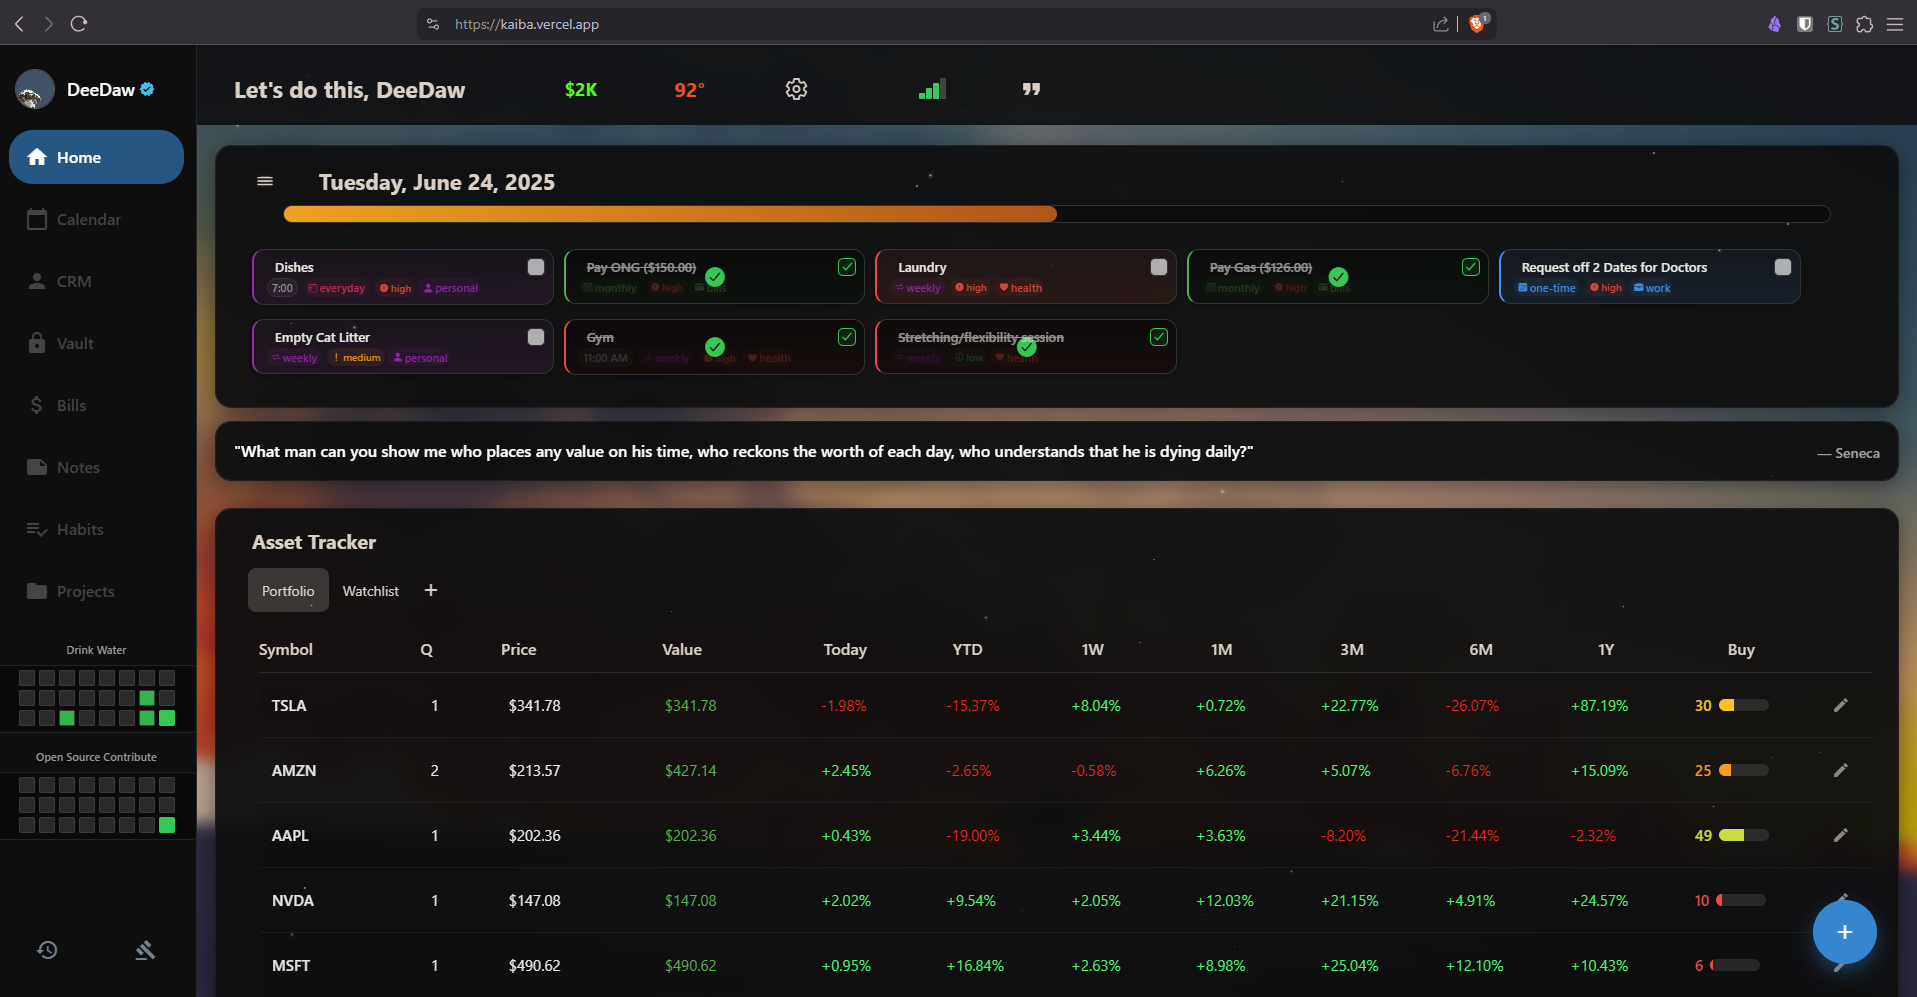 https://kaiba.vercel.app
1
DeeDaw
Let's do this, DeeDaw
$2K
92°
Home
Calendar
CRM
Vault
Bills
Notes
Habits
Projects
Drink Water
Open Source Contribute
Tuesday, June 24, 2025
Dishes
7:00 everyday high personal
Pay ONG ($150.00)
monthly high bills
Laundry
weekly high health
Pay Gas ($126.00)
monthly high bills
Request off 2 Dates for Doctors
one-time high work
Empty Cat Litter
weekly medium personal
Gym
11:00 AM weekly high health
Stretching/flexibility session
weekly low health
"What man can you show me who places any value on his time, who reckons the worth of each day, who understands that he is dying daily?"
— Seneca
Asset Tracker
Portfolio Watchlist +
Symbol Q Price Value Today YTD 1W 1M 3M 6M 1Y Buy
TSLA 1 $341.78 $341.78 -1.98% -15.37% +8.04% +0.72% +22.77% -26.07% +87.19% 30
AMZN 2 $213.57 $427.14 +2.45% -2.65% -0.58% +6.26% +5.07% -6.76% +15.09% 25
AAPL 1 $202.36 $202.36 +0.43% -19.00% +3.44% +3.63% -8.20% -21.44% -2.32% 49
NVDA 1 $147.08 $147.08 +2.02% +9.54% +2.05% +12.03% +21.15% +4.91% +24.57% 10
MSFT 1 $490.62 $490.62 +0.95% +16.84% +2.63% +8.98% +25.04% +12.10% +10.43% 6
+